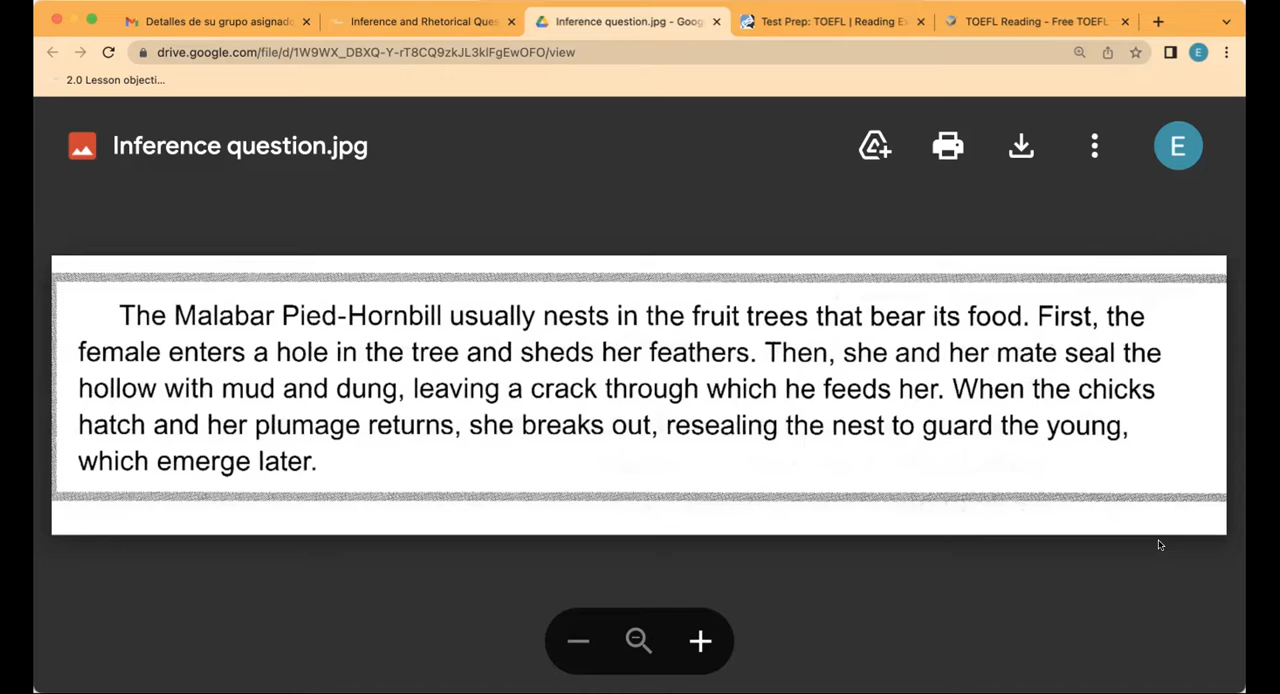 Detalles de su grupo asignado
Inference and Rhetorical Ques
Inference question.jpg - Goog
Test Prep: TOEFL | Reading Ex
TOEFL Reading - Free TOEFL
drive.google.com/file/d/1W9WX_DBXQ-Y-rT8CQ9zkJL3klFgEwOFO/view
E
2.0 Lesson objecti...
Inference question.jpg
E
The Malabar Pied-Hornbill usually nests in the fruit trees that bear its food. First, the
female enters a hole in the tree and sheds her feathers. Then, she and her mate seal the
hollow with mud and dung, leaving a crack through which he feeds her. When the chicks
hatch and her plumage returns, she breaks out, resealing the nest to guard the young,
which emerge later.